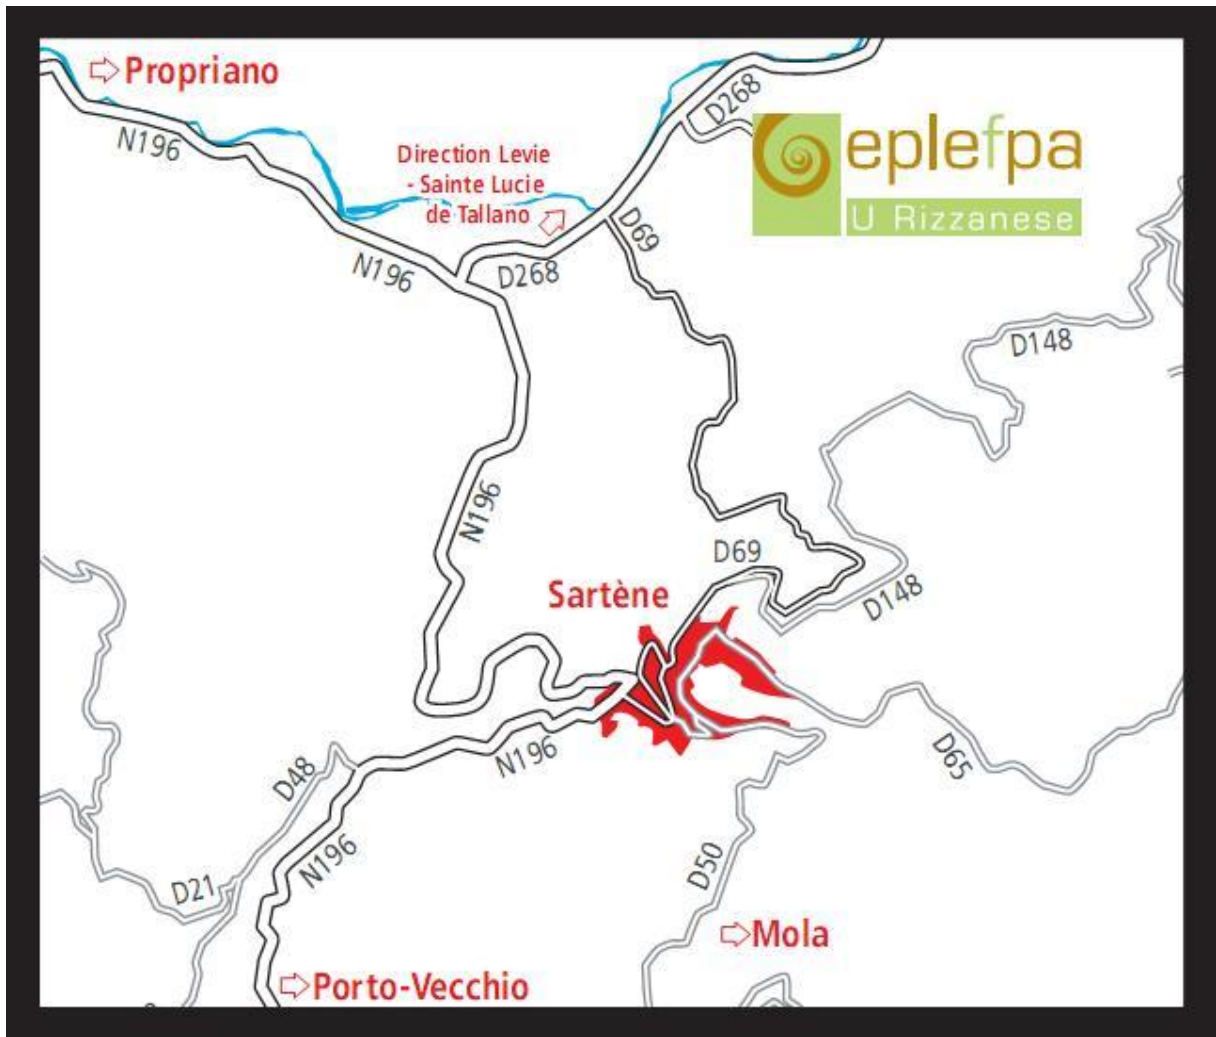 Propriano
D268
N196
eplefpa
Direction Levie
- Sainte Lucie
de Tallano
U Rizzanese
D69
N196
D268
D148
N196
D69
Sartène
D148
N196
D65
D48
N196
D50
D21
Mola
Porto-Vecchio